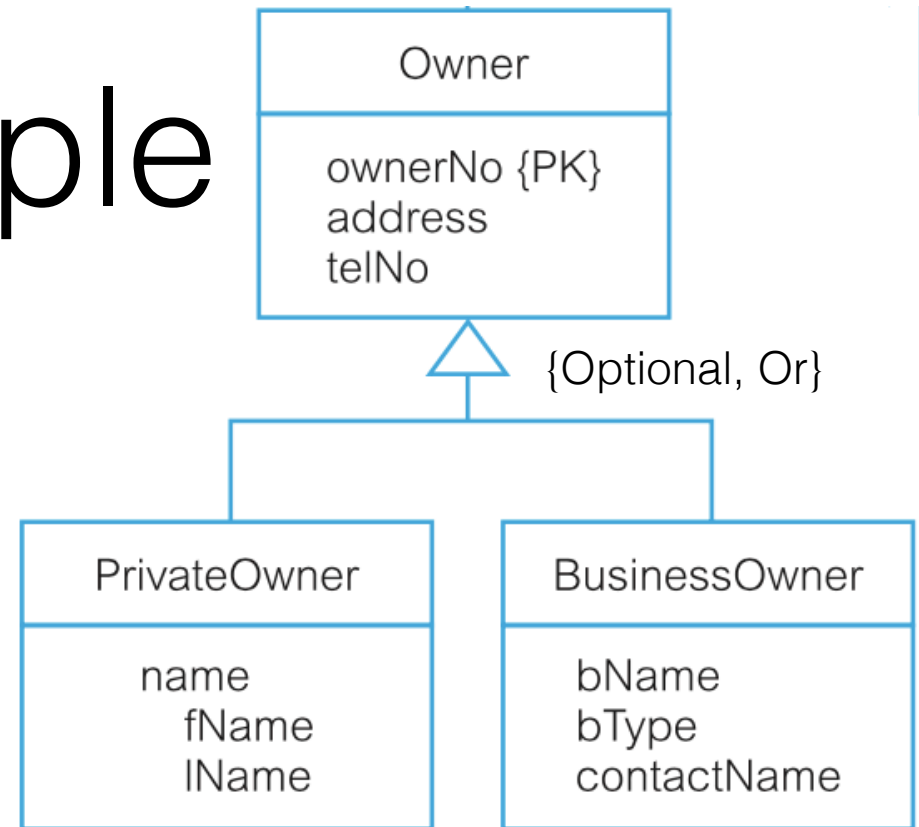 ple
Owner
ownerNo {PK}
address
telNo
{Optional, Or}
PrivateOwner
name
fName
lName
BusinessOwner
bName
bType
contactName